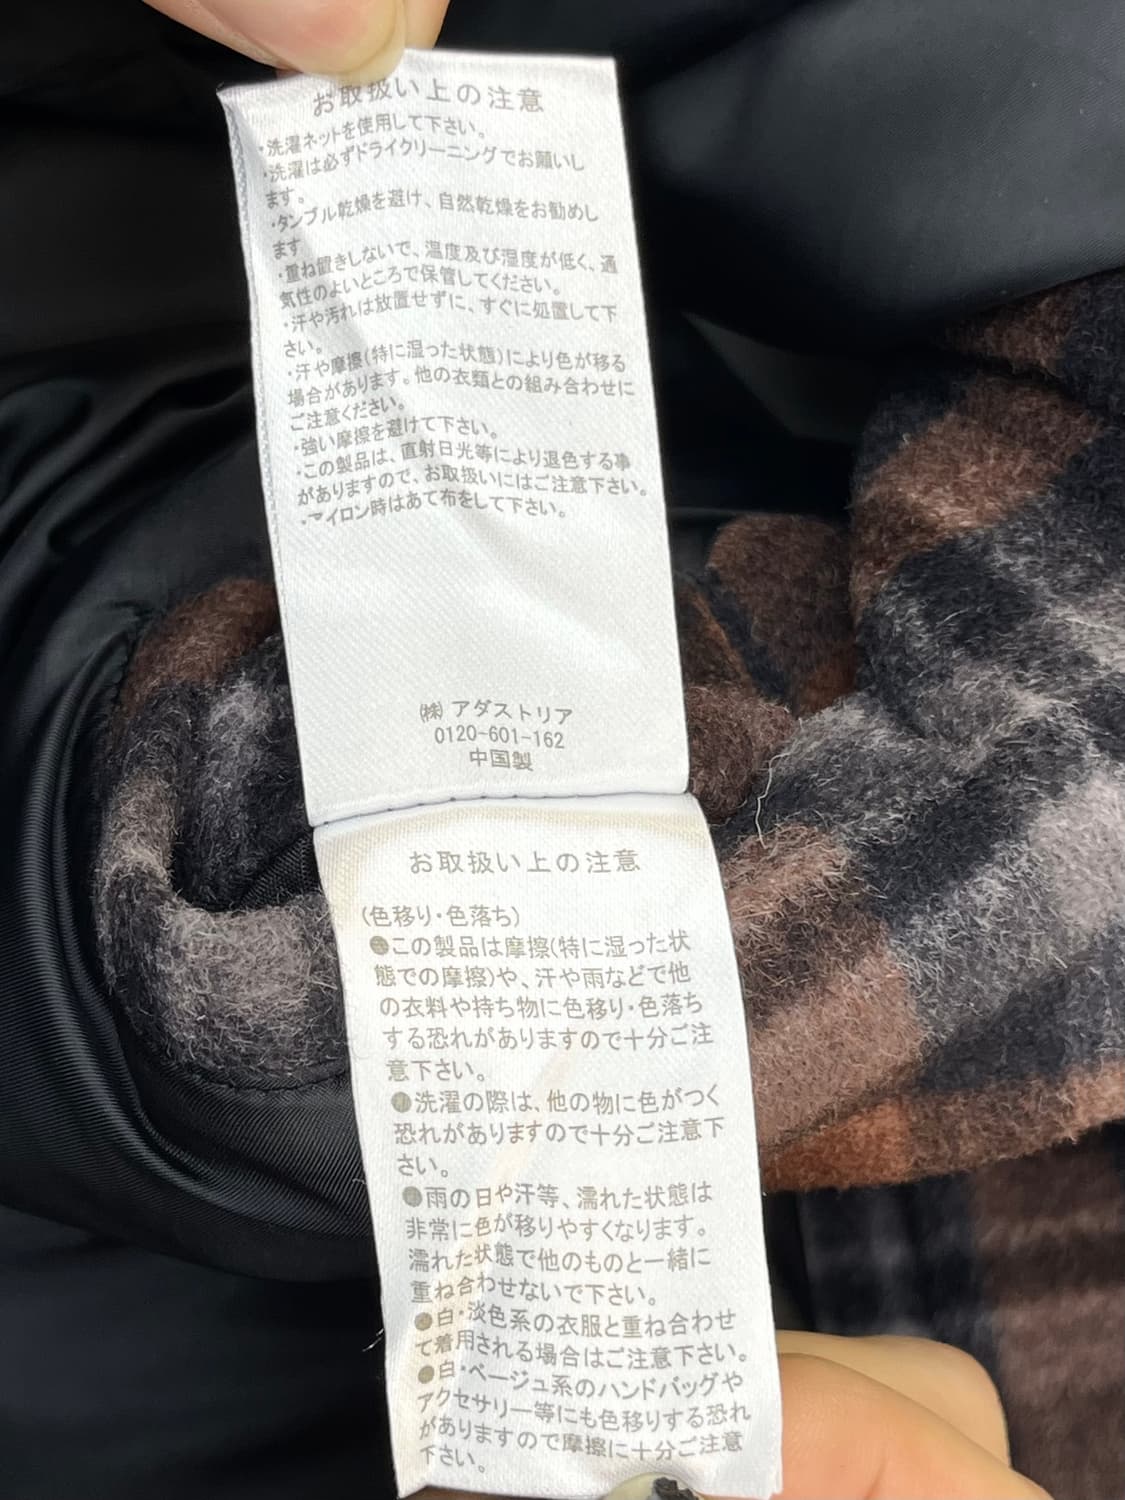 お取扱い上の注意
・洗濯ネットを使用して下さい。
・洗濯は必ずドライクリーニングでお願いし
ます。
・タンブル乾燥を避け、自然乾燥をお勧めし
ます
・重ね置きしないで、温度及び湿度が低く、通
気性のよいところで保管してください。
・汗や汚れは放置せずに、すぐに処置して下
さい。
・汗や摩擦(特に湿った状態)により色が移る
場合があります。他の衣類との組み合わせに
ご注意ください。
・強い摩擦を避けて下さい。
・この製品は、直射日光等により退色する事
がありますので、お取扱いにはご注意下さい。
・アイロン時はあて布をして下さい。
㈱ アダストリア
0120-601-162
中国製
お取扱い上の注意
(色移り・色落ち)
●この製品は摩擦(特に湿った状
態での摩擦)や、汗や雨などで他
の衣料や持ち物に色移り・色落ち
する恐れがありますので十分ご注
意下さい。
●洗濯の際は、他の物に色がつく
恐れがありますので十分ご注意下
さい。
●雨の日や汗等、濡れた状態は
非常に色が移りやすくなります。
濡れた状態で他のものと一緒に
重ね合わせないで下さい。
●白・淡色系の衣服と重ね合わせ
て着用される場合はご注意下さい。
●白・ベージュ系のハンドバッグや
アクセサリー等にも色移りする恐れ
がありますので摩擦に十分ご注意
下さい。